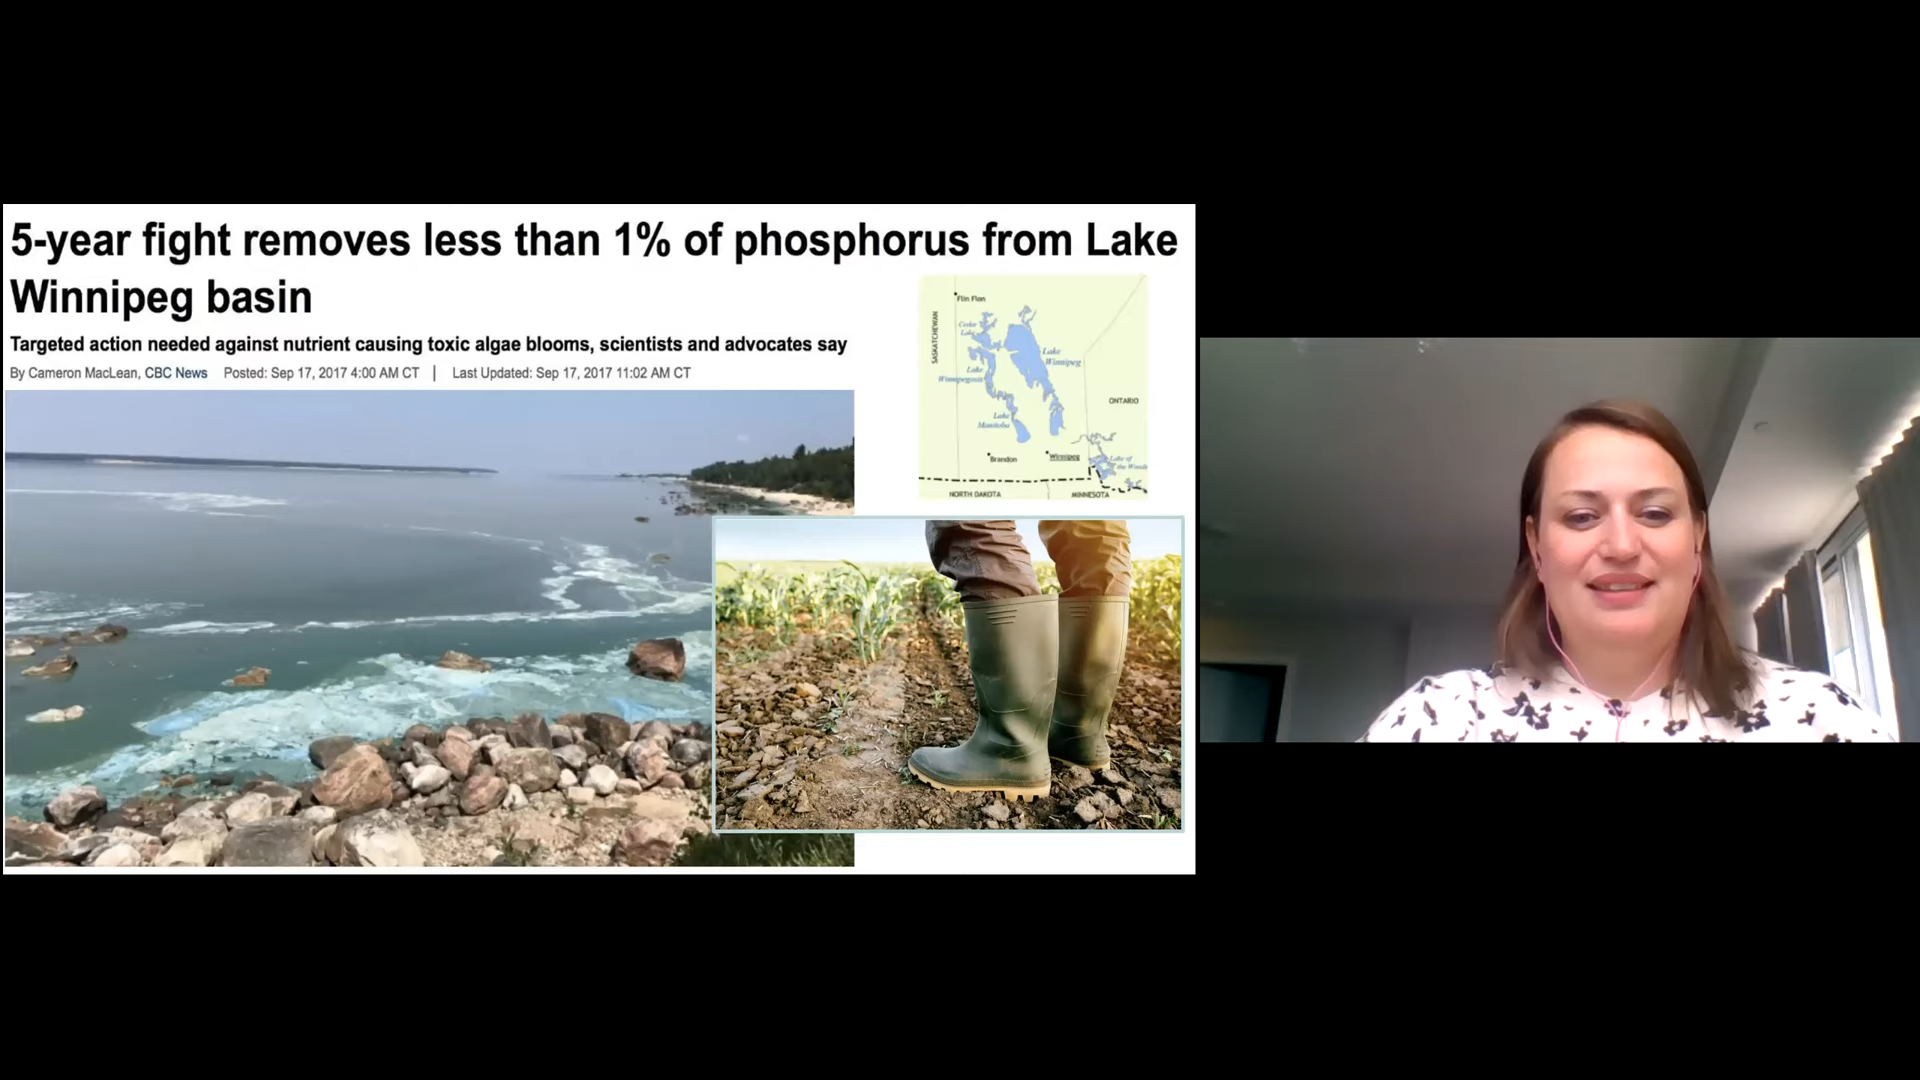 5-year fight removes less than 1% of phosphorus from Lake
Winnipeg basin
Targeted action needed against nutrient causing toxic algae blooms, scientists and advocates say
By Cameron MacLean, CBC News Posted: Sep 17, 2017 4:00 AM CT | Last Updated: Sep 17, 2017 11:02 AM CT
Flin Flon
SASKATCHEWAN
Cedar
Lake
Lake
Winnipeg
Lake
Winnipegosis
ONTARIO
Lake
Manitoba
Brandon
Winnipeg
Lake of
the Woods
NORTH DAKOTA
MINNESOTA